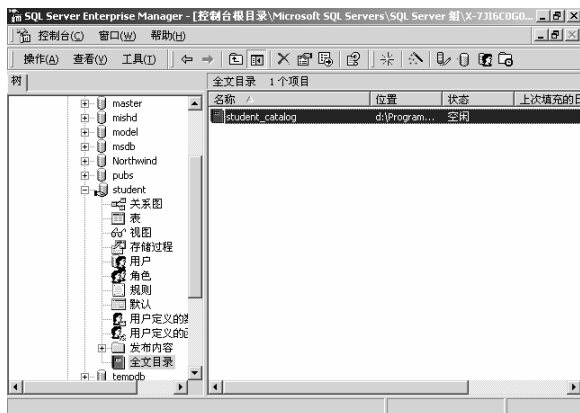 SQL Server Enterprise Manager - [控制台根目录\Microsoft SQL Servers\SQL Server 组\X-7JI6C0G0...
控制台(C) 窗口(W) 帮助(H)
操作(A) 查看(V) 工具(T)
树
全文目录 1个项目
名称 位置 状态 上次填充的日
student_catalog d:\Program... 空闲
master
mishd
model
msdb
Northwind
pubs
student
关系图
表
视图
存储过程
用户
角色
规则
默认
用户定义的数
用户定义的函
发布内容
全文目录
tempdb